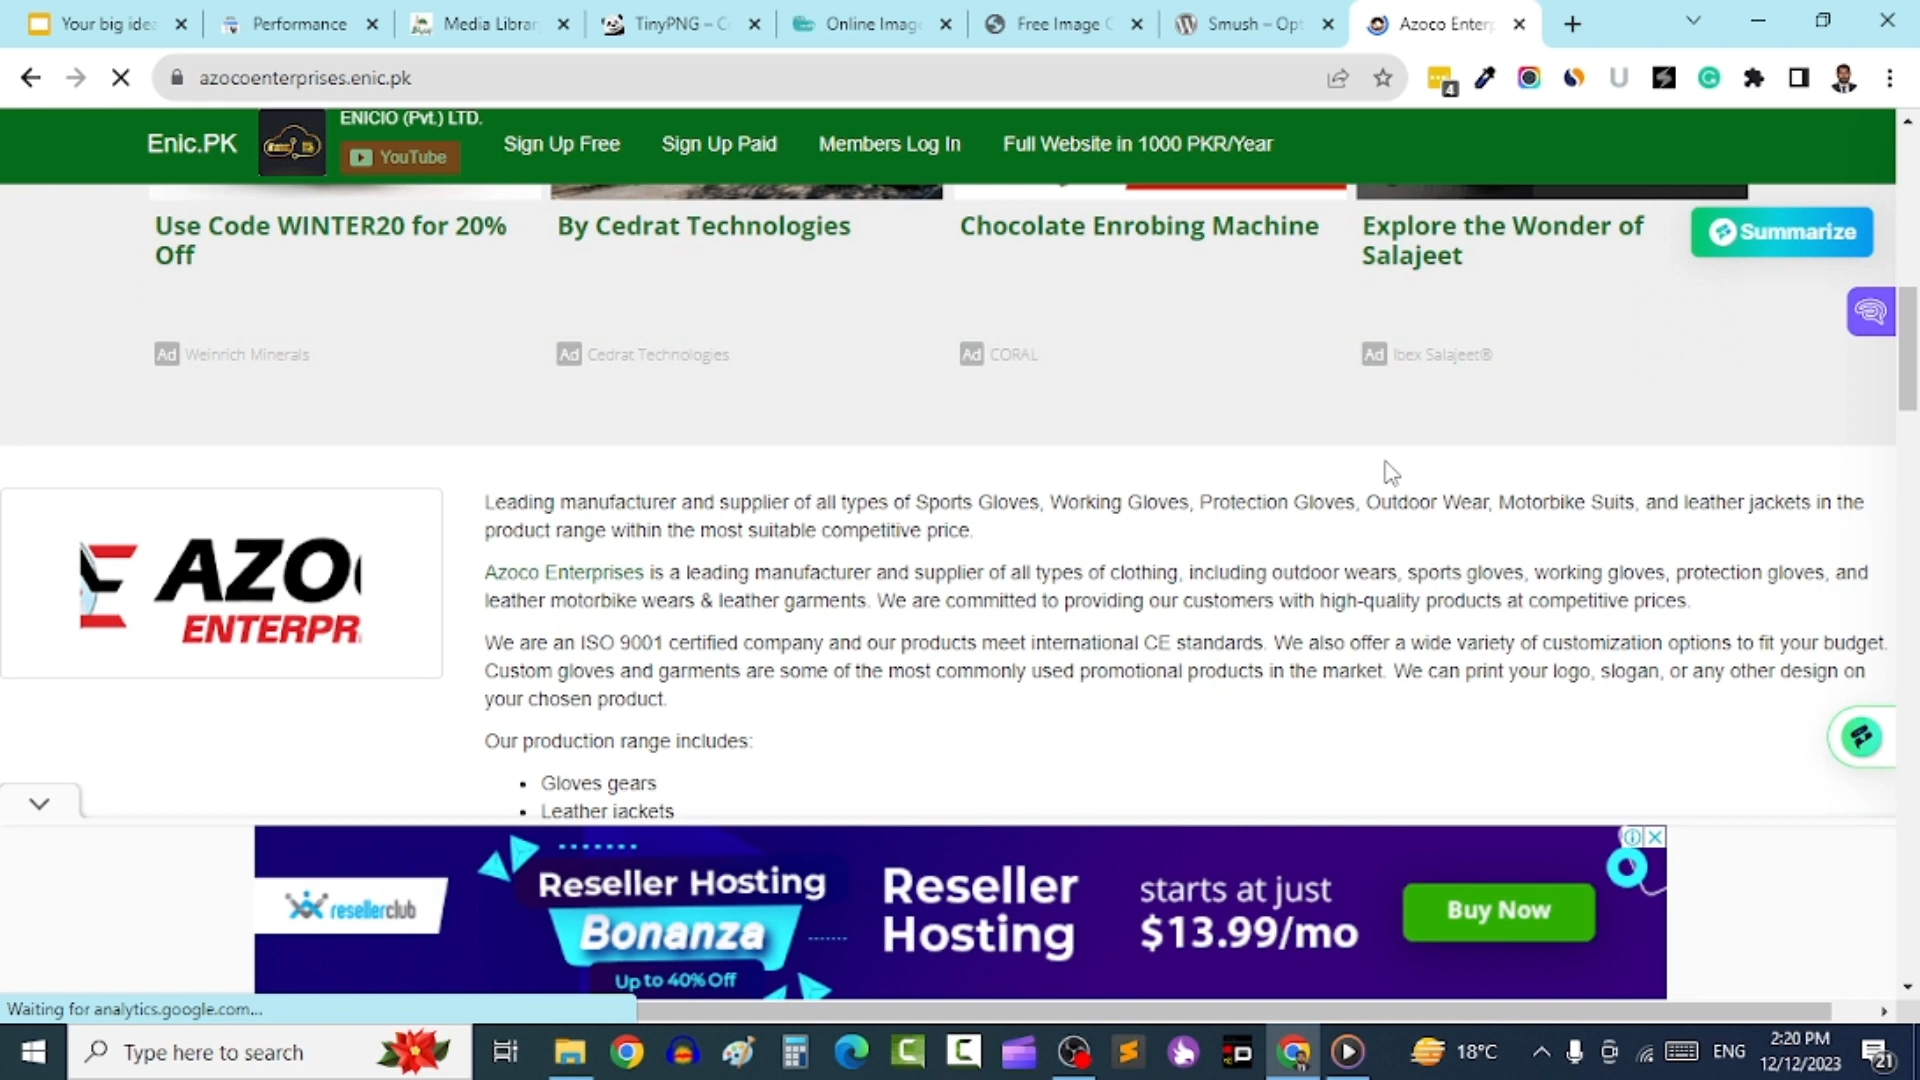 Your big idea
Performance
Media Librar
TinyPNG – C
Online Imag
Free Image C
Smush – Opt
Azoco Enterp
azocoenterprises.enic.pk
4
Enic.PK
ENICIO (Pvt.) LTD.
YouTube
Sign Up Free
Sign Up Paid
Members Log In
Full Website in 1000 PKR/Year
Use Code WINTER20 for 20%
Off
By Cedrat Technologies
Chocolate Enrobing Machine
Explore the Wonder of
Salajeet
Summarize
Ad Weinrich Minerals
Ad Cedrat Technologies
Ad CORAL
Ad Ibex Salajeet®
AZO
ENTERPR
Leading manufacturer and supplier of all types of Sports Gloves, Working Gloves, Protection Gloves, Outdoor Wear, Motorbike Suits, and leather jackets in the
product range within the most suitable competitive price.
Azoco Enterprises is a leading manufacturer and supplier of all types of clothing, including outdoor wears, sports gloves, working gloves, protection gloves, and
leather motorbike wears & leather garments. We are committed to providing our customers with high-quality products at competitive prices.
We are an ISO 9001 certified company and our products meet international CE standards. We also offer a wide variety of customization options to fit your budget.
Custom gloves and garments are some of the most commonly used promotional products in the market. We can print your logo, slogan, or any other design on
your chosen product.
Our production range includes:
• Gloves gears
• Leather jackets
resellerclub
Reseller Hosting
Bonanza
Up to 40% Off
Reseller
Hosting
starts at just
$13.99/mo
Buy Now
Waiting for analytics.google.com...
Type here to search
18°C
ENG
2:20 PM
12/12/2023
21